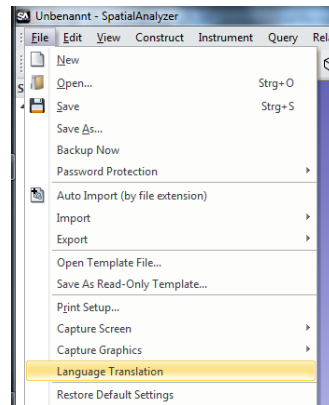 Unbenannt - SpatialAnalyzer
File Edit View Construct Instrument Query Rela
New
Open... Strg+O
Save Strg+S
Save As...
Backup Now
Password Protection
Auto Import (by file extension)
Import
Export
Open Template File...
Save As Read-Only Template...
Print Setup...
Capture Screen
Capture Graphics
Language Translation
Restore Default Settings